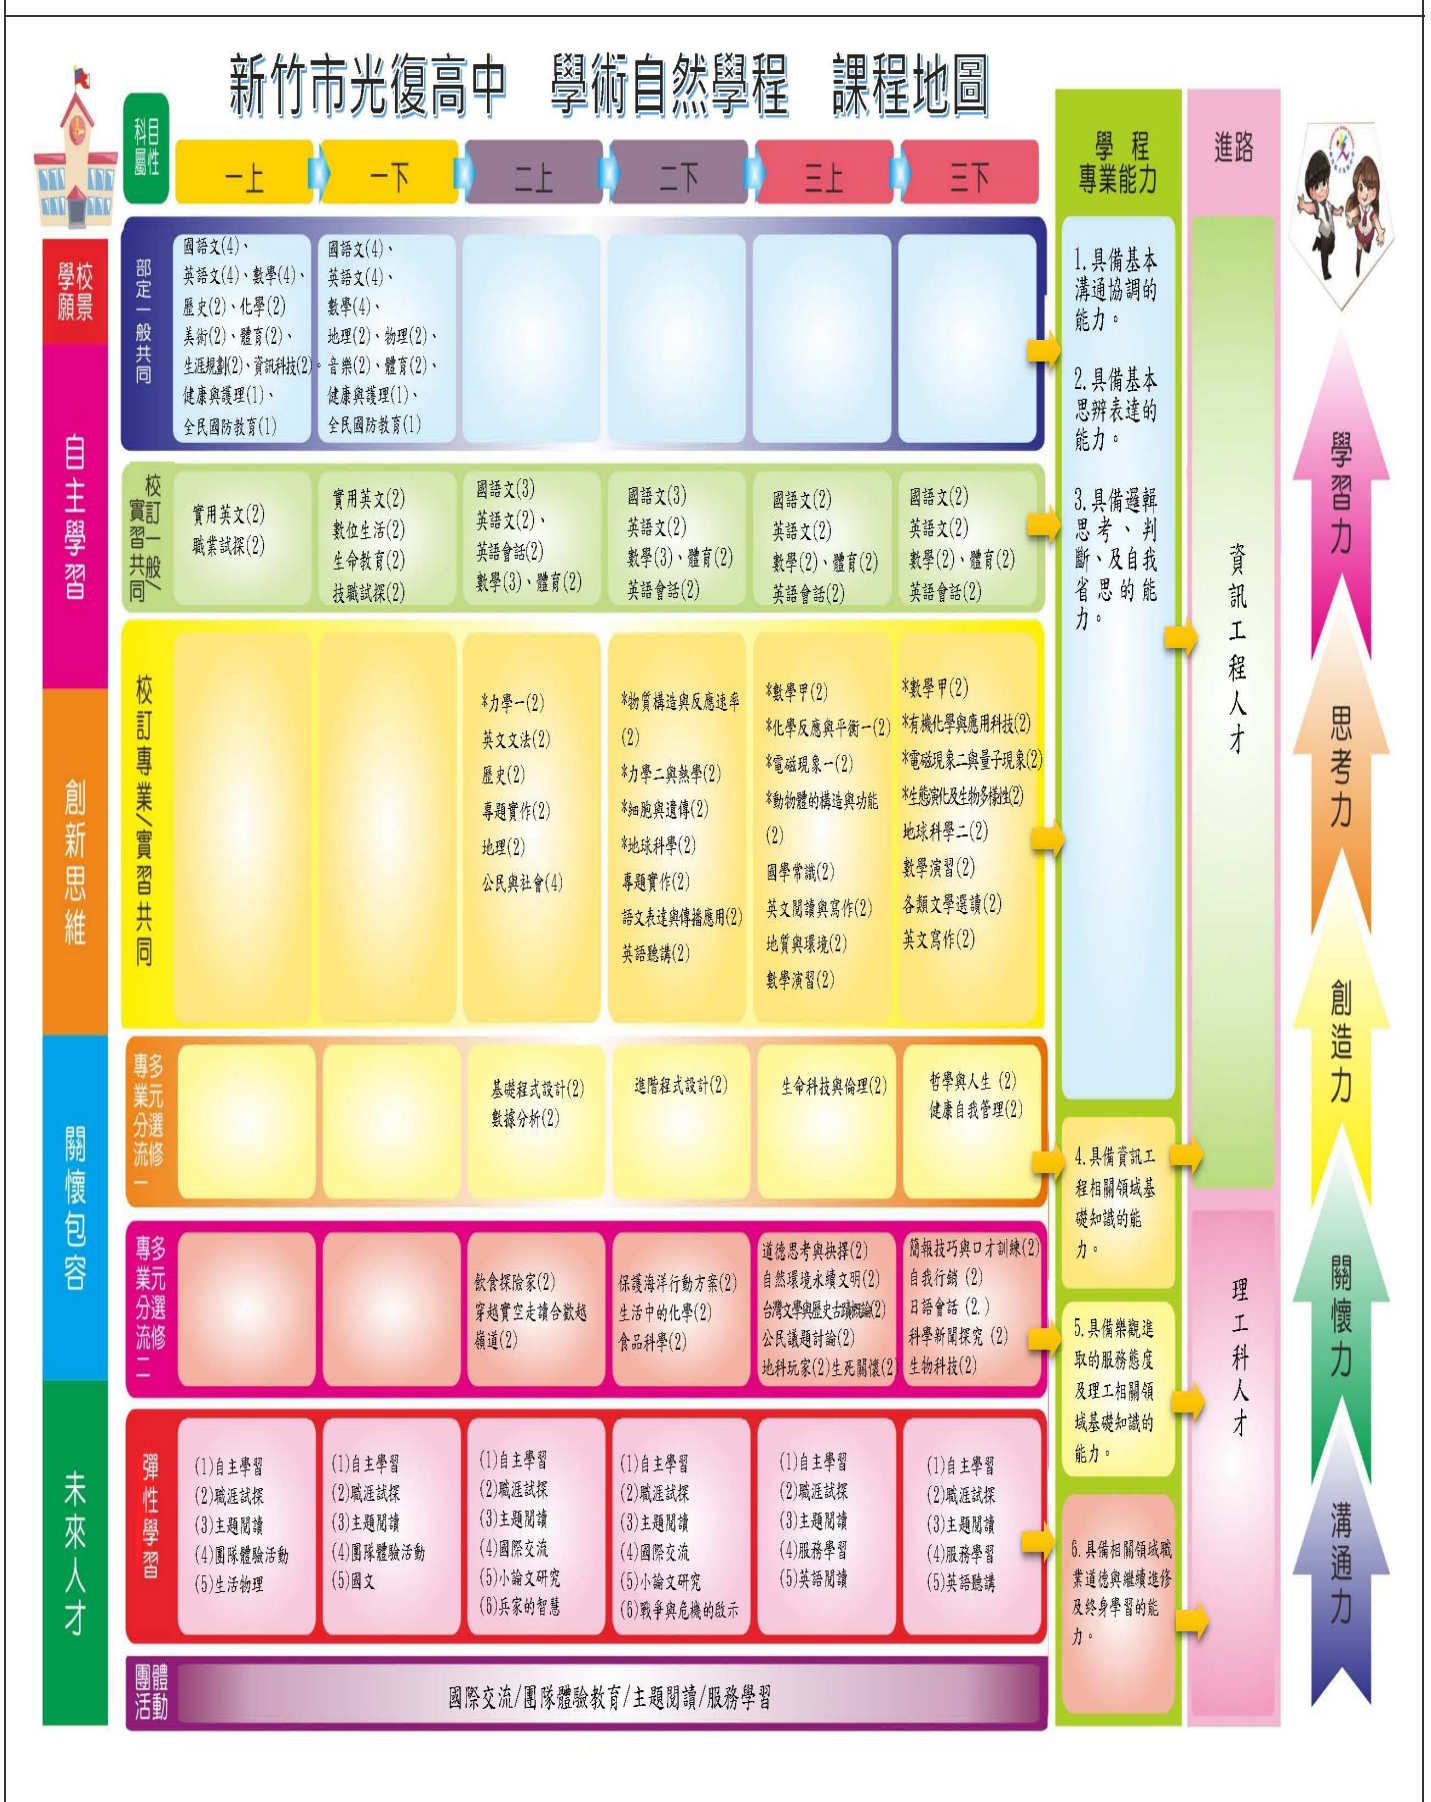 新竹市光復高中　學術自然學程　課程地圖
科目
屬性
一上
一下
二上
二下
三上
三下
學　程
專業能力
進路
學校
願景
自主學習
創新思維
關懷包容
未來人才
部定一般共同
國語文(4)、
英語文(4)、數學(4)、
歷史(2)、化學(2)
美術(2)、體育(2)、
生涯規劃(2)、資訊科技(2)。
健康與護理(1)、
全民國防教育(1)
國語文(4)、
英語文(4)、
數學(4)、
地理(2)、物理(2)、
音樂(2)、體育(2)、
健康與護理(1)、
全民國防教育(1)
校訂一般/
實習共同
實用英文(2)
職業試探(2)
實用英文(2)
數位生活(2)
生命教育(2)
技職試探(2)
國語文(3)
英語文(2)、
英語會話(2)
數學(3)、體育(2)
國語文(3)
英語文(2)
數學(3)、體育(2)
英語會話(2)
國語文(2)
英語文(2)
數學(2)、體育(2)
英語會話(2)
國語文(2)
英語文(2)
數學(2)、體育(2)
英語會話(2)
校訂專業/實習共同
*力學一(2)
英文文法(2)
歷史(2)
專題實作(2)
地理(2)
公民與社會(4)
*物質構造與反應速率
(2)
*力學二與熱學(2)
*細胞與遺傳(2)
*地球科學(2)
專題實作(2)
語文表達與傳播應用(2)
英語聽講(2)
*數學甲(2)
*化學反應與平衡一(2)
*電磁現象一(2)
*動物體的構造與功能
(2)
國學常識(2)
英文閱讀與寫作(2)
地質與環境(2)
數學演習(2)
*數學甲(2)
*有機化學與應用科技(2)
*電磁現象二與量子現象(2)
*生態演化及生物多樣性(2)
地球科學二(2)
數學演習(2)
各類文學選讀(2)
英文寫作(2)
多元選修
專業分流一
基礎程式設計(2)
數據分析(2)
進階程式設計(2)
生命科技與倫理(2)
哲學與人生 (2)
健康自我管理(2)
多元選修
專業分流二
飲食探險家(2)
穿越實空走讀合歡越
嶺道(2)
保護海洋行動方案(2)
生活中的化學(2)
食品科學(2)
道德思考與抉擇(2)
自然環境永續文明(2)
台灣文學與歷史古蹟概論(2)
公民議題討論(2)
地科玩家(2)生死關懷(2)
簡報技巧與口才訓練(2)
自我行銷 (2)
日語會話 (2.)
科學新聞探究 (2)
生物科技(2)
彈性學習
(1)自主學習
(2)職涯試探
(3)主題閱讀
(4)團隊體驗活動
(5)生活物理
(1)自主學習
(2)職涯試探
(3)主題閱讀
(4)團隊體驗活動
(5)國文
(1)自主學習
(2)職涯試探
(3)主題閱讀
(4)國際交流
(5)小論文研究
(6)兵家的智慧
(1)自主學習
(2)職涯試探
(3)主題閱讀
(4)國際交流
(5)小論文研究
(6)戰爭與危機的啟示
(1)自主學習
(2)職涯試探
(3)主題閱讀
(4)服務學習
(5)英語閱讀
(1)自主學習
(2)職涯試探
(3)主題閱讀
(4)服務學習
(5)英語聽講
團體
活動
國際交流/團隊體驗教育/主題閱讀/服務學習
1.具備基本
溝通協調的
能力。
2.具備基本
思辨表達的
能力。
3.具備邏輯
思考、判
斷、及自我
省思的能
力。
4.具備資訊工
程相關領域基
礎知識的能
力。
5.具備樂觀進
取的服務態度
及理工相關領
域基礎知識的
能力。
6.具備相關領域職
業道德與繼續進修
及終身學習的能
力。
資訊工程人才
理工科人才
學習力
思考力
創造力
關懷力
溝通力